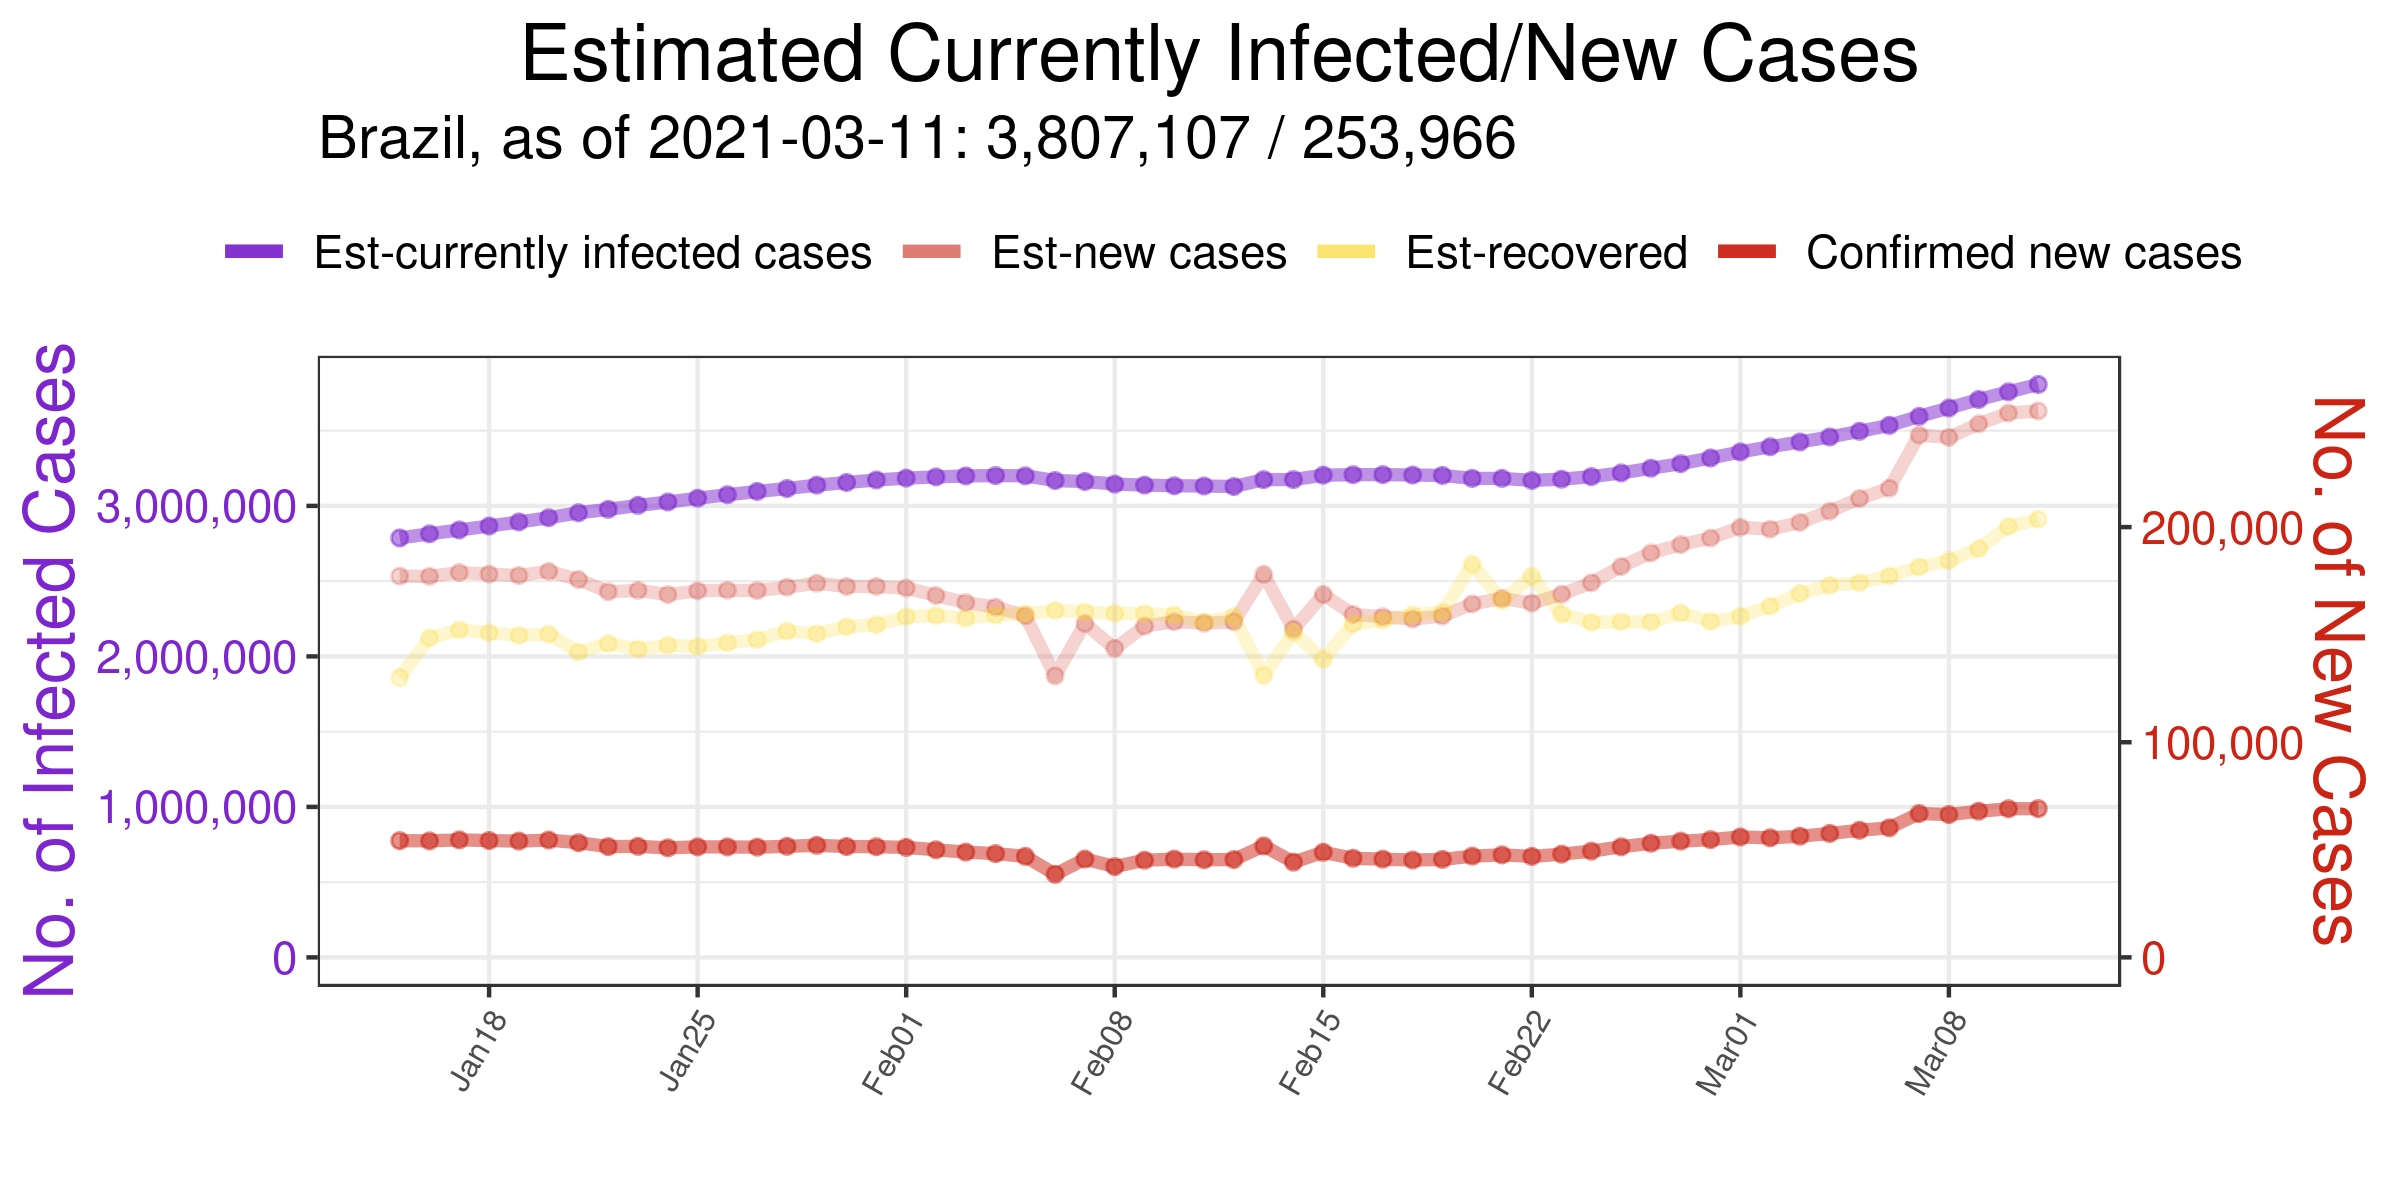 Estimated Currently Infected/New Cases
Brazil, as of 2021-03-11: 3,807,107 / 253,966
Est-currently infected cases Est-new cases Est-recovered Confirmed new cases
No. of Infected Cases
3,000,000
2,000,000
1,000,000
0
200,000
100,000
0
No. of New Cases
Jan18 Jan25 Feb01 Feb08 Feb15 Feb22 Mar01 Mar08